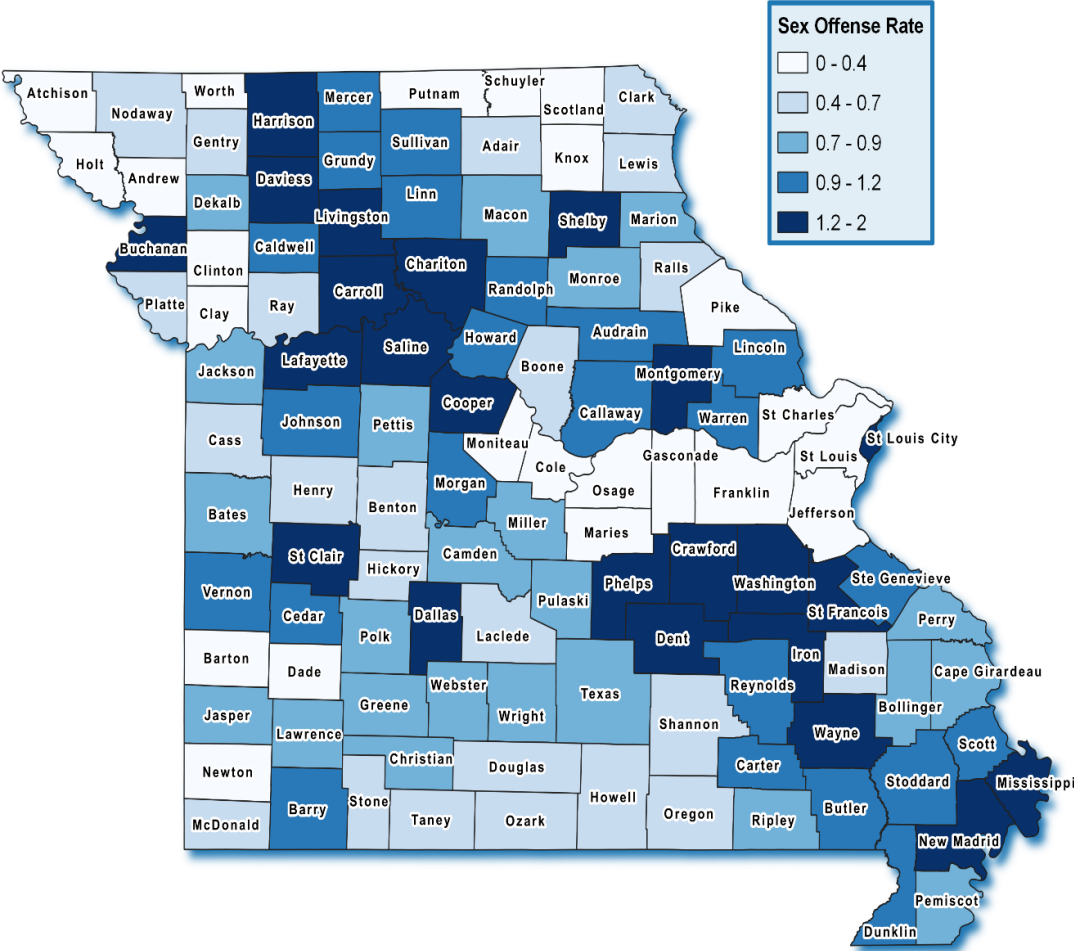 Sex Offense Rate
0 - 0.4
0.4 - 0.7
0.7 - 0.9
0.9 - 1.2
1.2 - 2
Atchison
Nodaway
Worth
Harrison
Mercer
Putnam
Schuyler
Scotland
Clark
Holt
Andrew
Gentry
Daviess
Grundy
Sullivan
Adair
Knox
Lewis
Dekalb
Livingston
Linn
Macon
Shelby
Marion
Buchanan
Clinton
Caldwell
Chariton
Randolph
Monroe
Ralls
Pike
Platte
Clay
Ray
Carroll
Saline
Howard
Boone
Audrain
Montgomery
Lincoln
Jackson
Lafayette
Cooper
Callaway
Warren
St Charles
St Louis City
Cass
Johnson
Pettis
Moniteau
Cole
Osage
Gasconade
Franklin
St Louis
Jefferson
Bates
Henry
Benton
Morgan
Miller
Maries
Crawford
Washington
St Francois
Ste Genevieve
Perry
Vernon
St Clair
Hickory
Camden
Pulaski
Phelps
Dent
Iron
Madison
Cape Girardeau
Bollinger
Cedar
Polk
Dallas
Laclede
Barton
Dade
Greene
Webster
Wright
Texas
Shannon
Reynolds
Wayne
Scott
Mississippi
Jasper
Lawrence
Christian
Douglas
Howell
Carter
Butler
Stoddard
New Madrid
Newton
McDonald
Barry
Stone
Taney
Ozark
Oregon
Ripley
Pemiscot
Dunklin